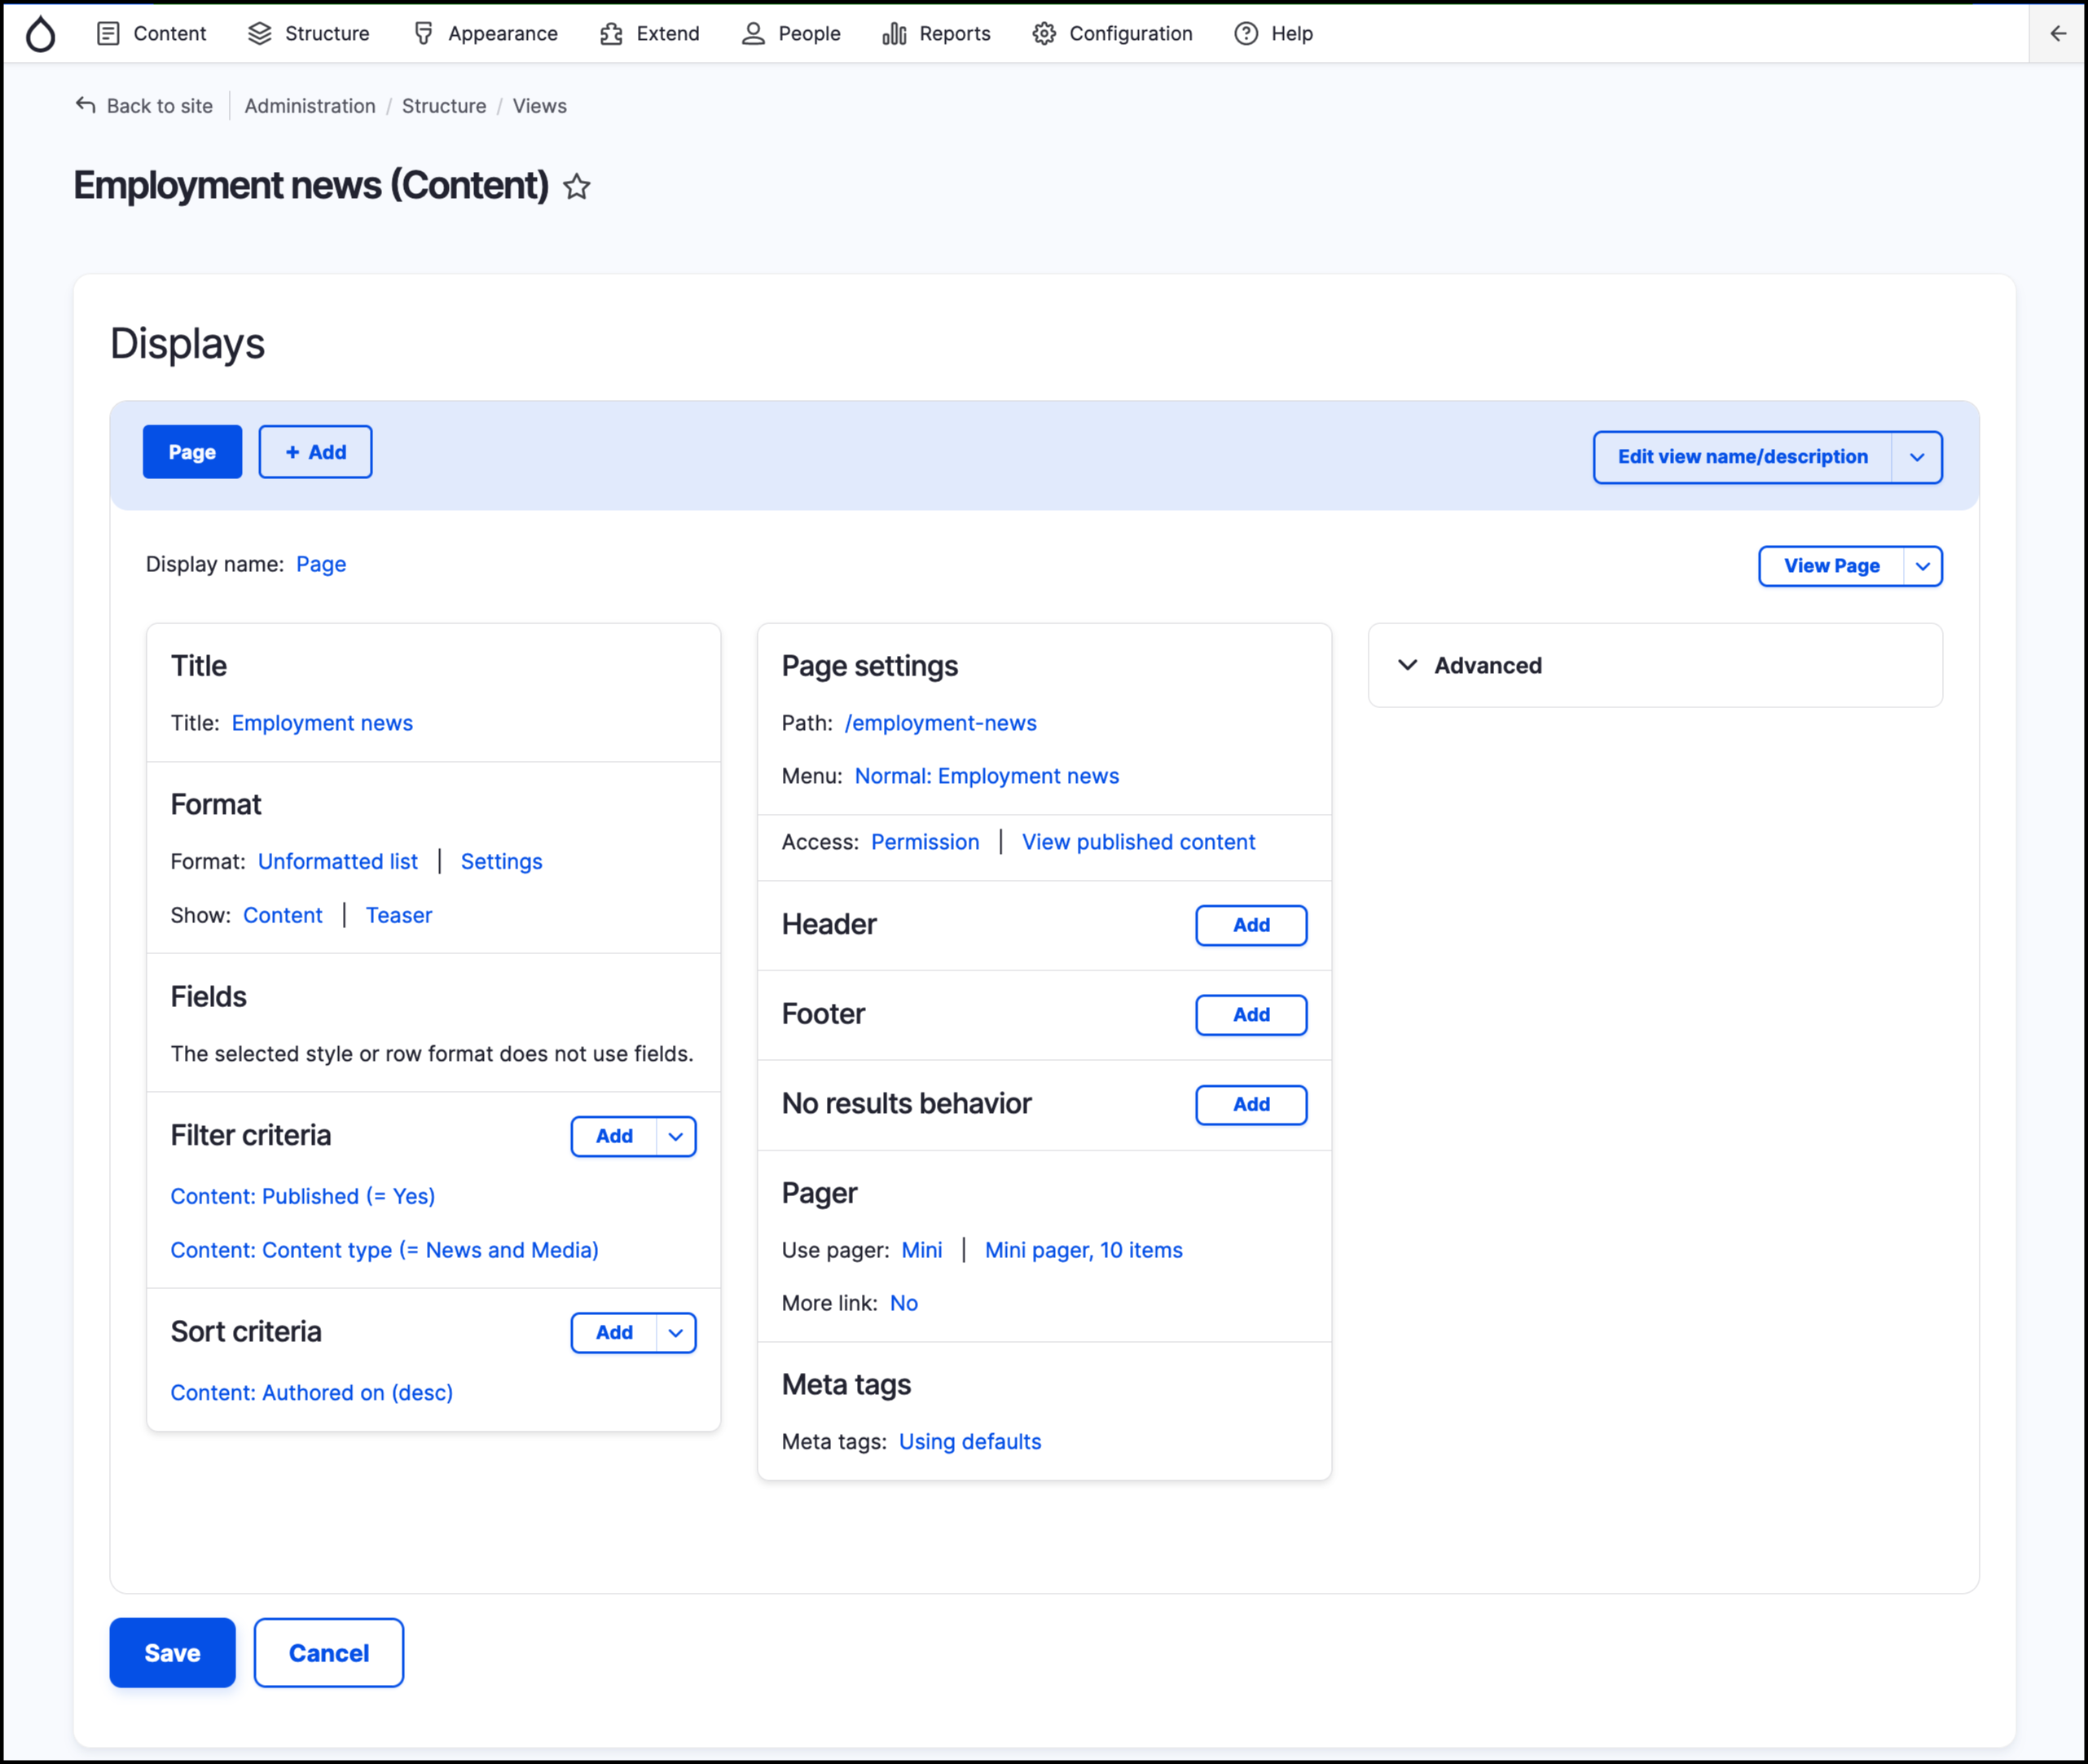 Content Structure Appearance Extend People Reports Configuration Help
Back to site Administration / Structure / Views
Employment news (Content)
Displays
Page + Add Edit view name/description
Display name: Page View Page
Title
Title: Employment news
Format
Format: Unformatted list | Settings
Show: Content | Teaser
Fields
The selected style or row format does not use fields.
Filter criteria Add
Content: Published (= Yes)
Content: Content type (= News and Media)
Sort criteria Add
Content: Authored on (desc)
Page settings
Path: /employment-news
Menu: Normal: Employment news
Access: Permission | View published content
Header Add
Footer Add
No results behavior Add
Pager
Use pager: Mini | Mini pager, 10 items
More link: No
Meta tags
Meta tags: Using defaults
Advanced
Save Cancel